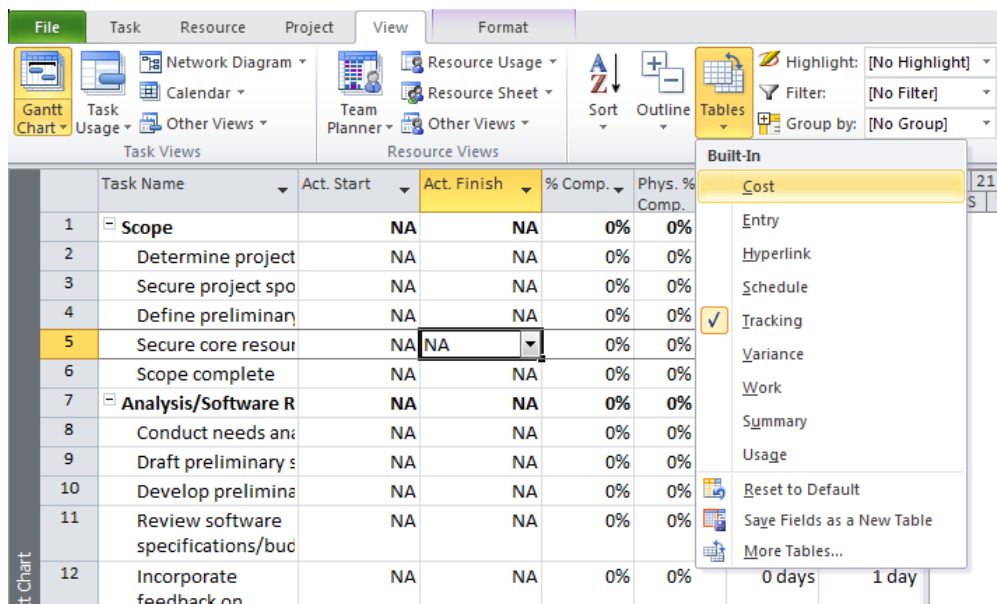 File Task Resource Project View Format
Network Diagram Resource Usage Highlight: [No Highlight]
Calendar Resource Sheet Filter: [No Filter]
Gantt Chart Task Usage Other Views Team Planner Other Views Sort Outline Tables Group by: [No Group]
Task Views Resource Views
Built-In
Cost
Entry
Hyperlink
Schedule
Tracking
Variance
Work
Summary
Usage
Reset to Default
Save Fields as a New Table
More Tables...
Task Name Act. Start Act. Finish % Comp. Phys. % Comp. 21
S
1 Scope NA NA 0% 0%
2 Determine project NA NA 0% 0%
3 Secure project spo NA NA 0% 0%
4 Define preliminary NA NA 0% 0%
5 Secure core resour NA NA 0% 0%
6 Scope complete NA NA 0% 0%
7 Analysis/Software R NA NA 0% 0%
8 Conduct needs ana NA NA 0% 0%
9 Draft preliminary s NA NA 0% 0%
10 Develop prelimina NA NA 0% 0%
11 Review software NA NA 0% 0%
specifications/bud
12 Incorporate NA NA 0% 0% 0 days 1 day
feedback on
t Chart